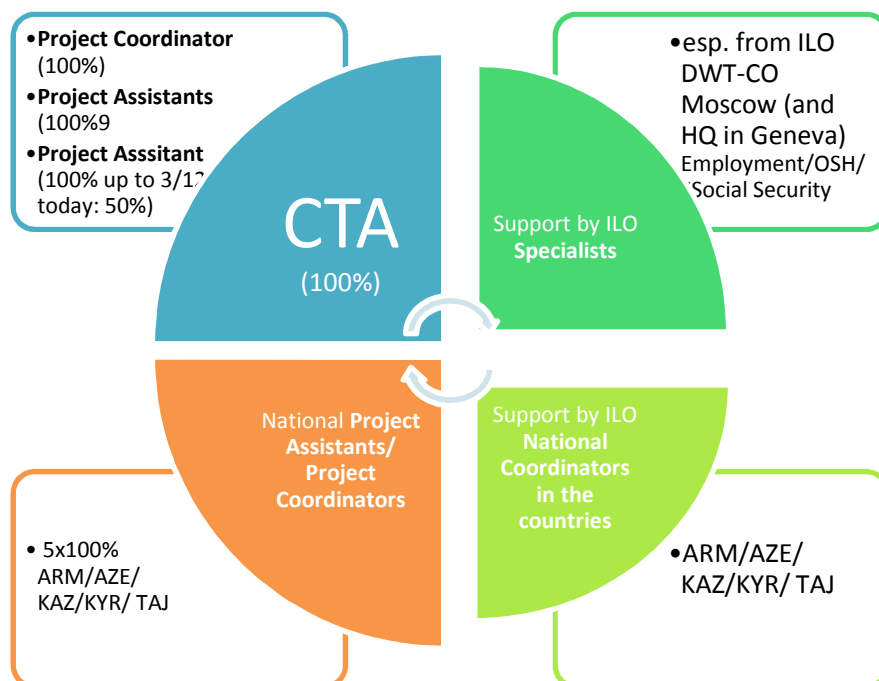 •Project Coordinator
(100%)
•Project Assistants
(100%9
•Project Asssitant
(100% up to 3/12
today: 50%)
CTA
(100%)
•esp. from ILO
DWT-CO
Moscow (and
HQ in Geneva)
Employment/OSH/
Social Security
Support by ILO
Specialists
National Project
Assistants/
Project
Coordinators
Support by ILO
National
Coordinators
in the
countries
• 5x100%
ARM/AZE/
KAZ/KYR/ TAJ
•ARM/AZE/
KAZ/KYR/ TAJ